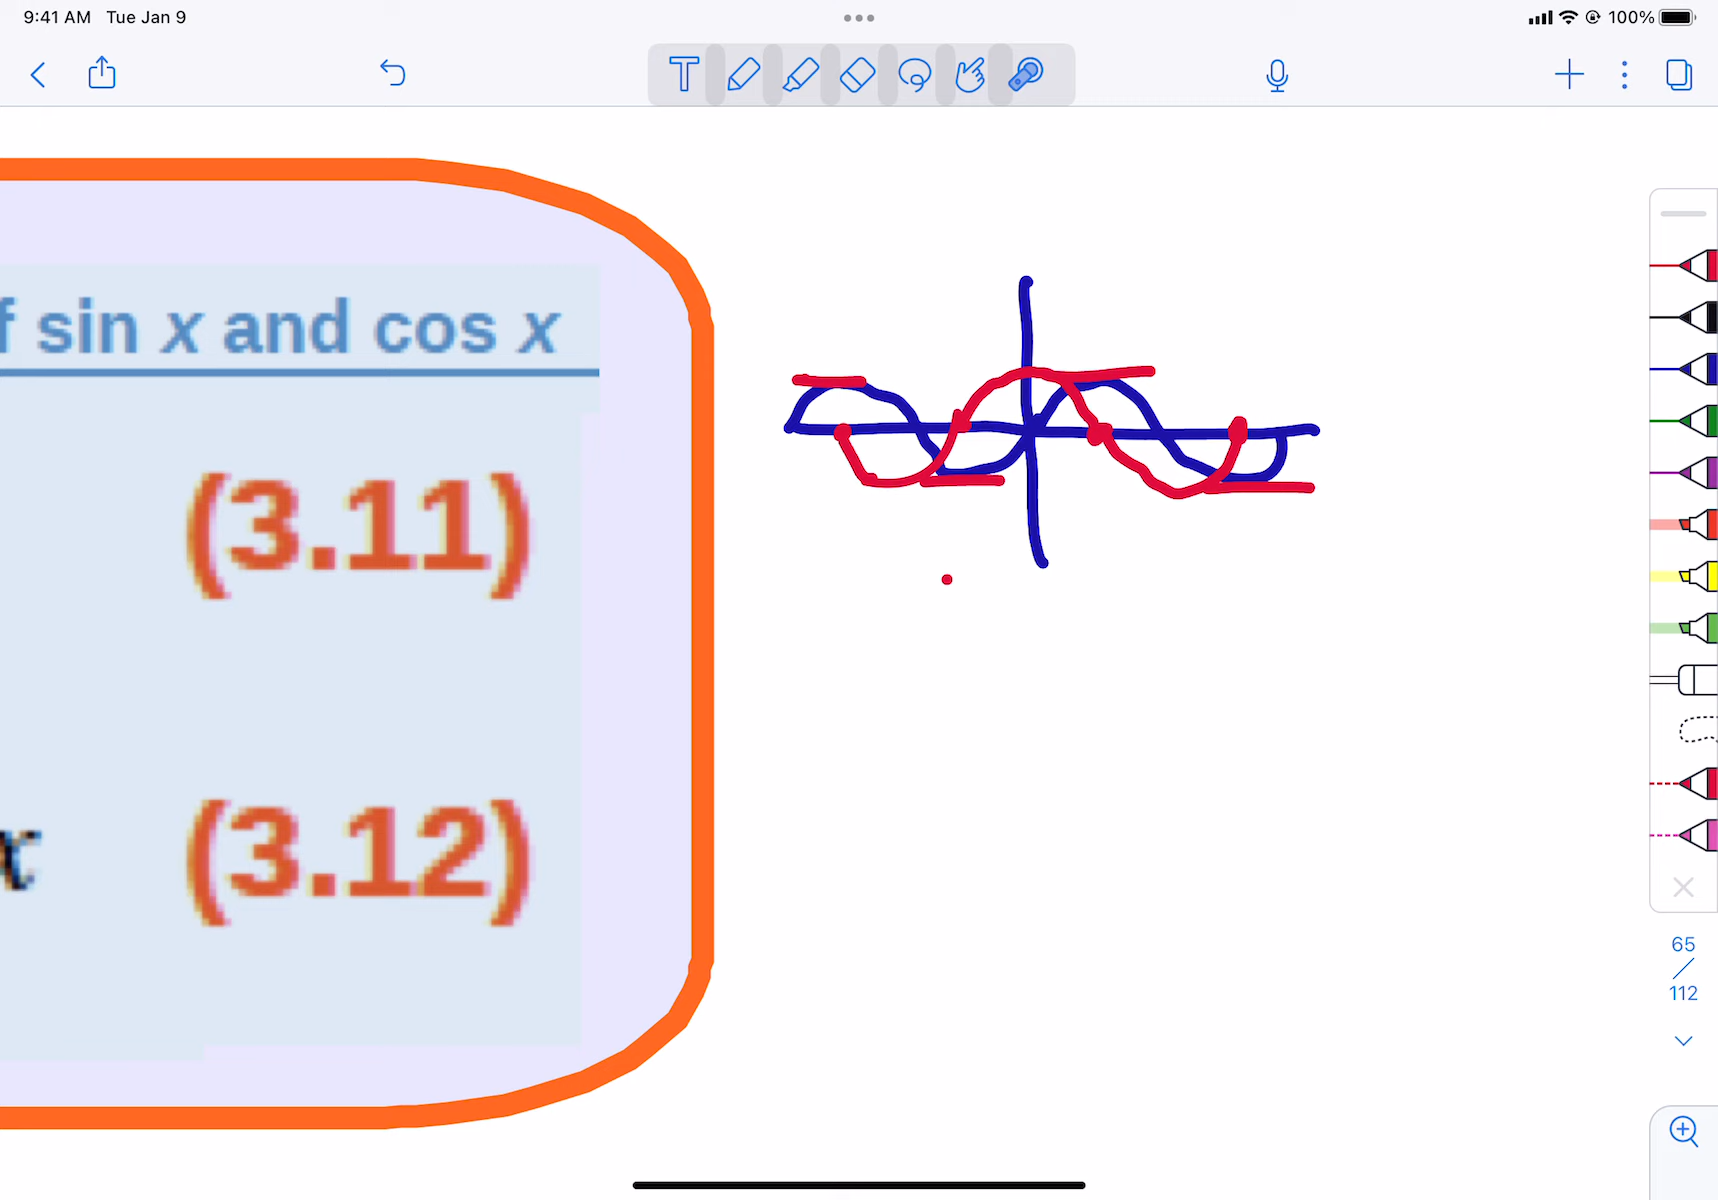 9:41 AM Tue Jan 9
100%
T
f sin x and cos x
(3.11)
x (3.12)
65
112